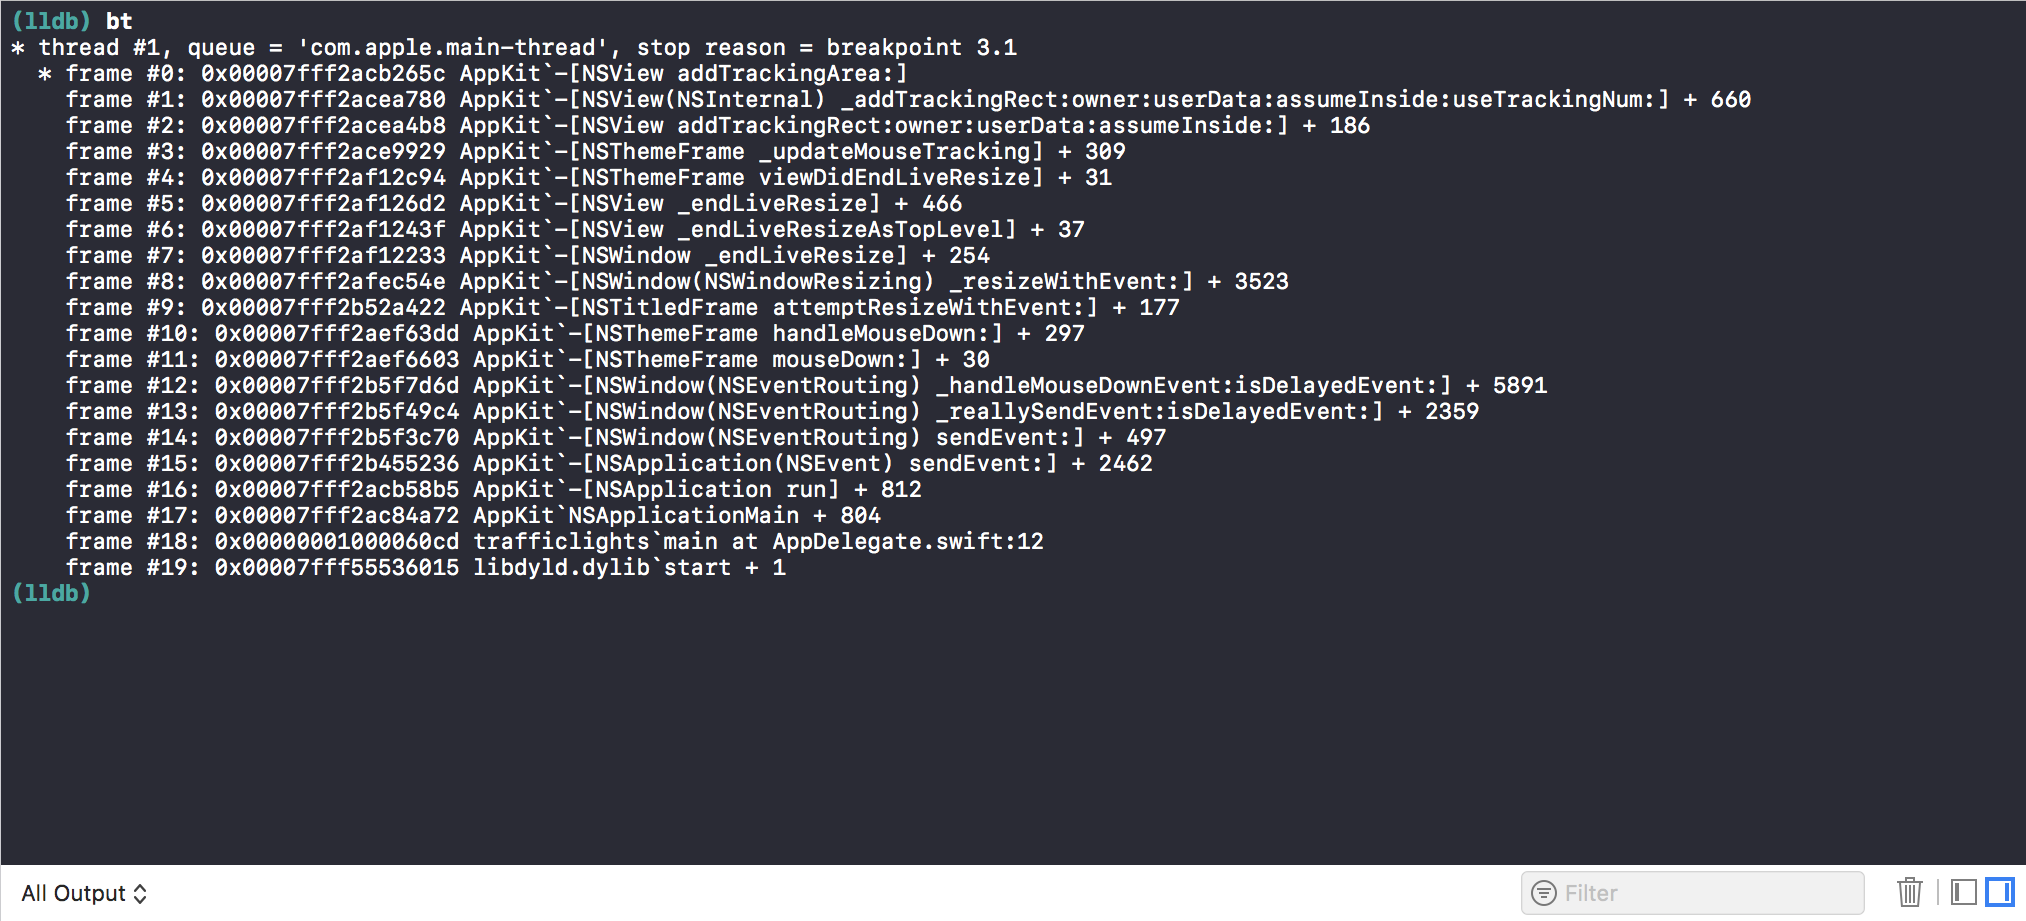 (lldb) bt
* thread #1, queue = 'com.apple.main-thread', stop reason = breakpoint 3.1
  * frame #0: 0x00007fff2acb265c AppKit`-[NSView addTrackingArea:]
    frame #1: 0x00007fff2acea780 AppKit`-[NSView(NSInternal) _addTrackingRect:owner:userData:assumeInside:useTrackingNum:] + 660
    frame #2: 0x00007fff2acea4b8 AppKit`-[NSView addTrackingRect:owner:userData:assumeInside:] + 186
    frame #3: 0x00007fff2ace9929 AppKit`-[NSThemeFrame _updateMouseTracking] + 309
    frame #4: 0x00007fff2af12c94 AppKit`-[NSThemeFrame viewDidEndLiveResize] + 31
    frame #5: 0x00007fff2af126d2 AppKit`-[NSView _endLiveResize] + 466
    frame #6: 0x00007fff2af1243f AppKit`-[NSView _endLiveResizeAsTopLevel] + 37
    frame #7: 0x00007fff2af12233 AppKit`-[NSWindow _endLiveResize] + 254
    frame #8: 0x00007fff2afec54e AppKit`-[NSWindow(NSWindowResizing) _resizeWithEvent:] + 3523
    frame #9: 0x00007fff2b52a422 AppKit`-[NSTitledFrame attemptResizeWithEvent:] + 177
    frame #10: 0x00007fff2aef63dd AppKit`-[NSThemeFrame handleMouseDown:] + 297
    frame #11: 0x00007fff2aef6603 AppKit`-[NSThemeFrame mouseDown:] + 30
    frame #12: 0x00007fff2b5f7d6d AppKit`-[NSWindow(NSEventRouting) _handleMouseDownEvent:isDelayedEvent:] + 5891
    frame #13: 0x00007fff2b5f49c4 AppKit`-[NSWindow(NSEventRouting) _reallySendEvent:isDelayedEvent:] + 2359
    frame #14: 0x00007fff2b5f3c70 AppKit`-[NSWindow(NSEventRouting) sendEvent:] + 497
    frame #15: 0x00007fff2b455236 AppKit`-[NSApplication(NSEvent) sendEvent:] + 2462
    frame #16: 0x00007fff2acb58b5 AppKit`-[NSApplication run] + 812
    frame #17: 0x00007fff2ac84a72 AppKit`NSApplicationMain + 804
    frame #18: 0x00000001000060cd trafficlights`main at AppDelegate.swift:12
    frame #19: 0x00007fff55536015 libdyld.dylib`start + 1
(lldb)
All Output
Filter